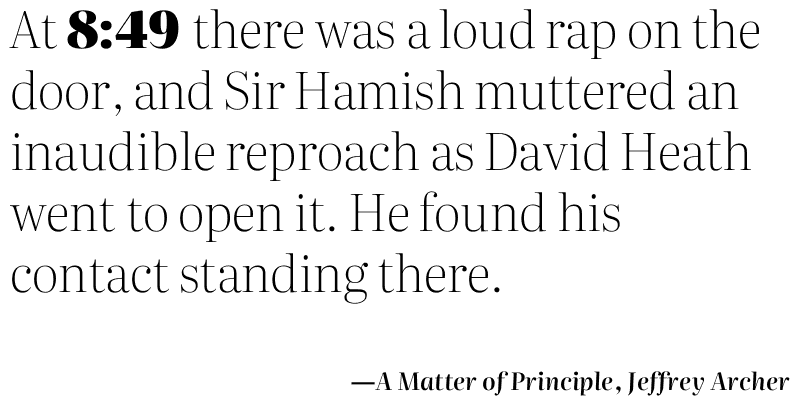 At 8:49 there was a loud rap on the
door, and Sir Hamish muttered an
inaudible reproach as David Heath
went to open it. He found his
contact standing there.
—A Matter of Principle, Jeffrey Archer